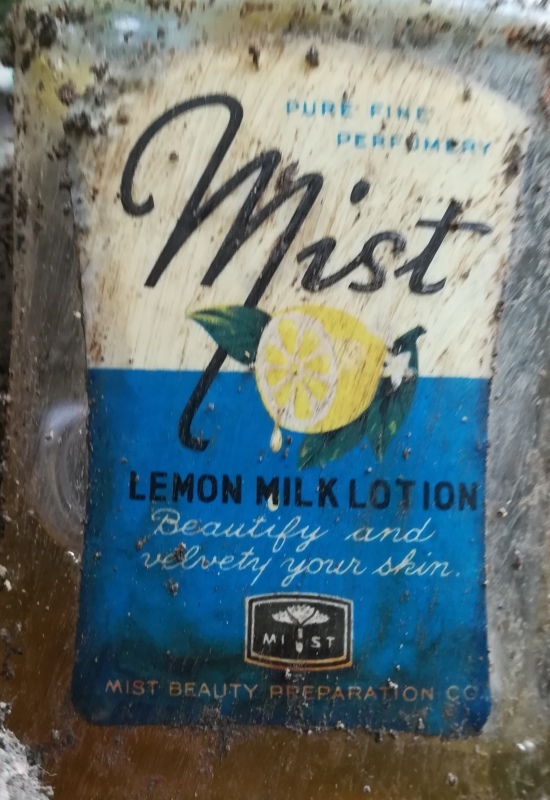 PURE FINE
PERFUMERY
Mist
LEMON MILK LOTION
Beautify and
velvety your skin.
MIST
MIST BEAUTY PREPARATION CO.